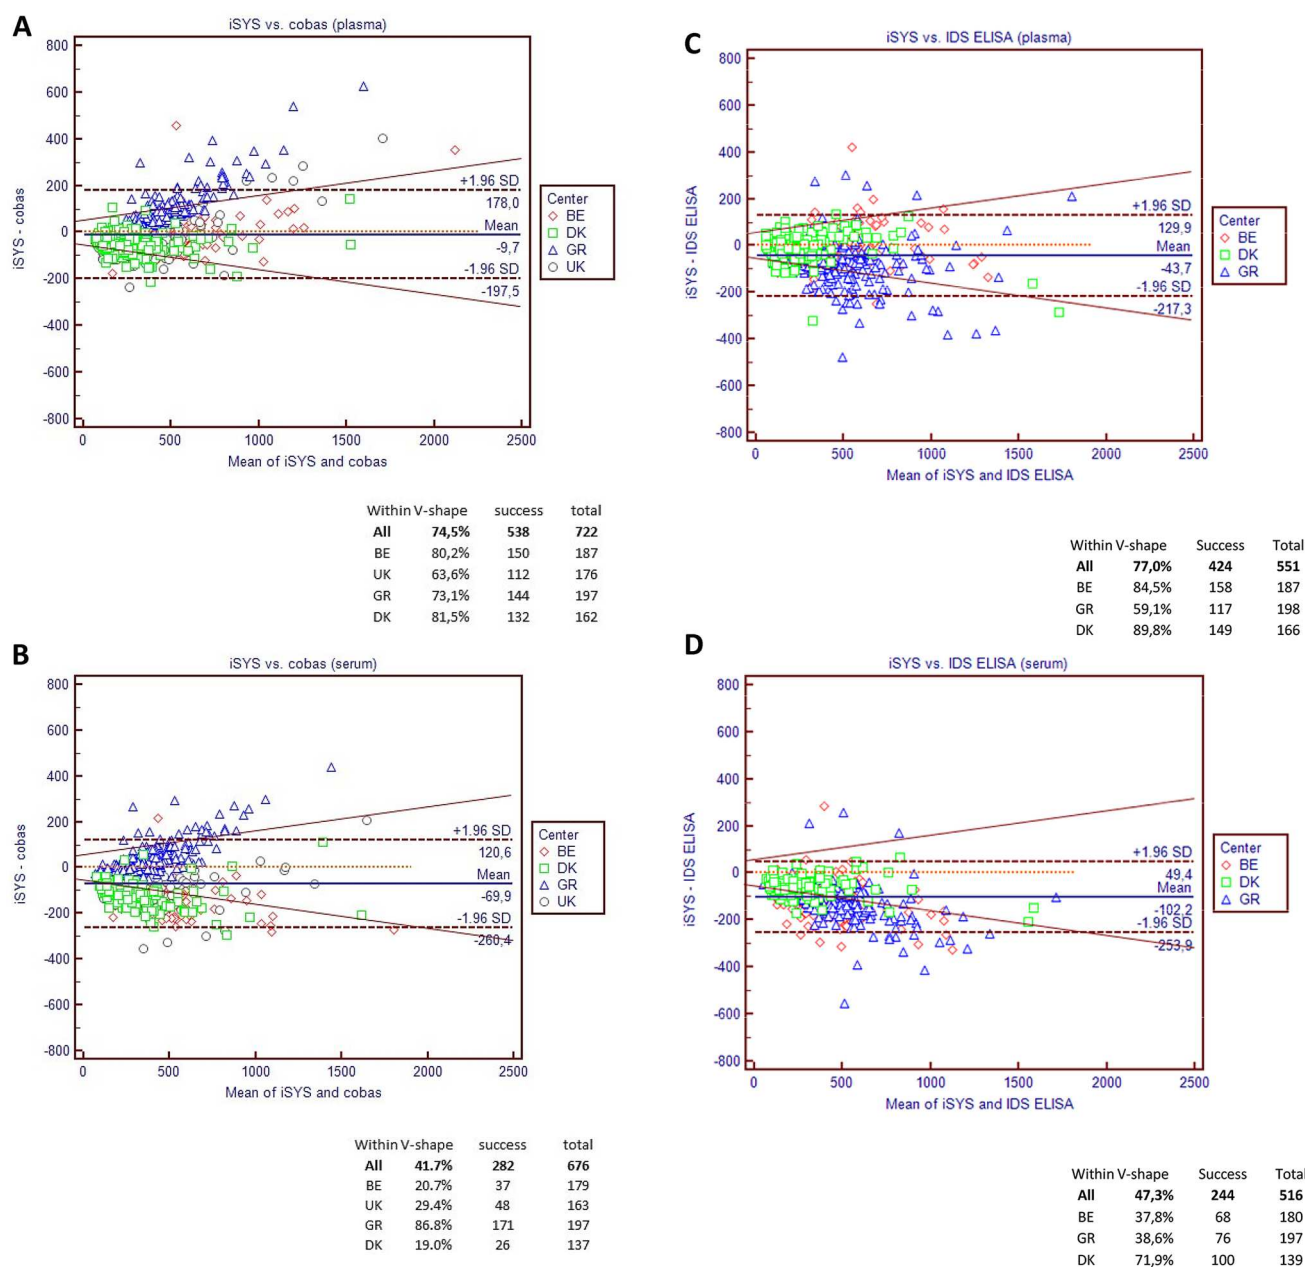 A
iSYS vs. cobas (plasma)
800
600
400
200
0
-200
-400
-600
-800
iSYS - cobas
+1.96 SD
178,0
Mean
-9,7
-1.96 SD
-197,5
0 500 1000 1500 2000 2500
Mean of iSYS and cobas
Center
BE
DK
GR
UK
Within V-shape success total
All 74,5% 538 722
BE 80,2% 150 187
UK 63,6% 112 176
GR 73,1% 144 197
DK 81,5% 132 162
C
iSYS vs. IDS ELISA (plasma)
800
600
400
200
0
-200
-400
-600
-800
iSYS - IDS ELISA
+1.96 SD
129,9
Mean
-43,7
-1.96 SD
-217,3
0 500 1000 1500 2000 2500
Mean of iSYS and IDS ELISA
Center
BE
DK
GR
Within V-shape Success Total
All 77,0% 424 551
BE 84,5% 158 187
GR 59,1% 117 198
DK 89,8% 149 166
B
iSYS vs. cobas (serum)
800
600
400
200
0
-200
-400
-600
-800
iSYS - cobas
+1.96 SD
120,6
Mean
-69,9
-1.96 SD
-260,4
0 500 1000 1500 2000 2500
Mean of iSYS and cobas
Center
BE
DK
GR
UK
Within V-shape success total
All 41.7% 282 676
BE 20.7% 37 179
UK 29.4% 48 163
GR 86.8% 171 197
DK 19.0% 26 137
D
iSYS vs. IDS ELISA (serum)
800
600
400
200
0
-200
-400
-600
-800
iSYS - IDS ELISA
+1.96 SD
49,4
Mean
-102,2
-1.96 SD
-253,9
0 500 1000 1500 2000 2500
Mean of iSYS and IDS ELISA
Center
BE
DK
GR
Within V-shape Success Total
All 47,3% 244 516
BE 37,8% 68 180
GR 38,6% 76 197
DK 71,9% 100 139